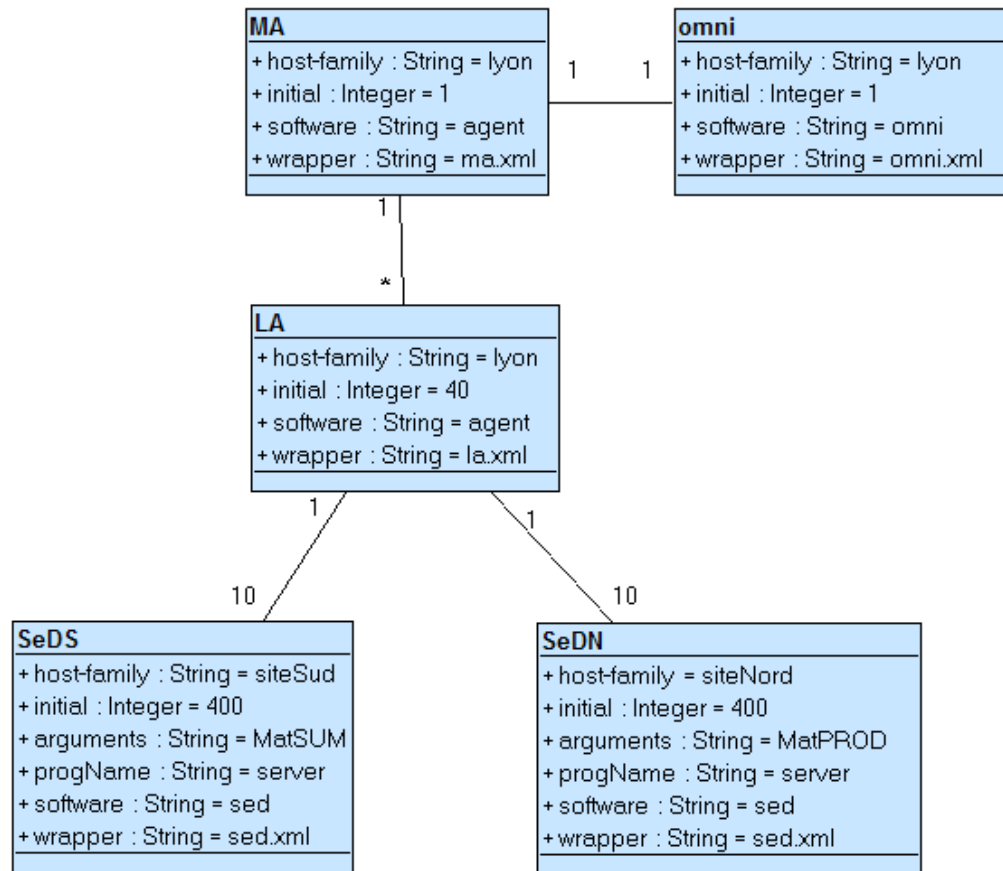 MA
+ host-family : String = lyon
+ initial : Integer = 1
+ software : String = agent
+ wrapper : String = ma.xml
1
1
omni
+ host-family : String = lyon
+ initial : Integer = 1
+ software : String = omni
+ wrapper : String = omni.xml
1
*
LA
+ host-family : String = lyon
+ initial : Integer = 40
+ software : String = agent
+ wrapper : String = la.xml
1
1
10
10
SeDS
+ host-family : String = siteSud
+ initial : Integer = 400
+ arguments : String = MatSUM
+ progName : String = server
+ software : String = sed
+ wrapper : String = sed.xml
SeDN
+ host-family = siteNord
+ initial : Integer = 400
+ arguments : String = MatPROD
+ progName : String = server
+ software : String = sed
+ wrapper : String = sed.xml